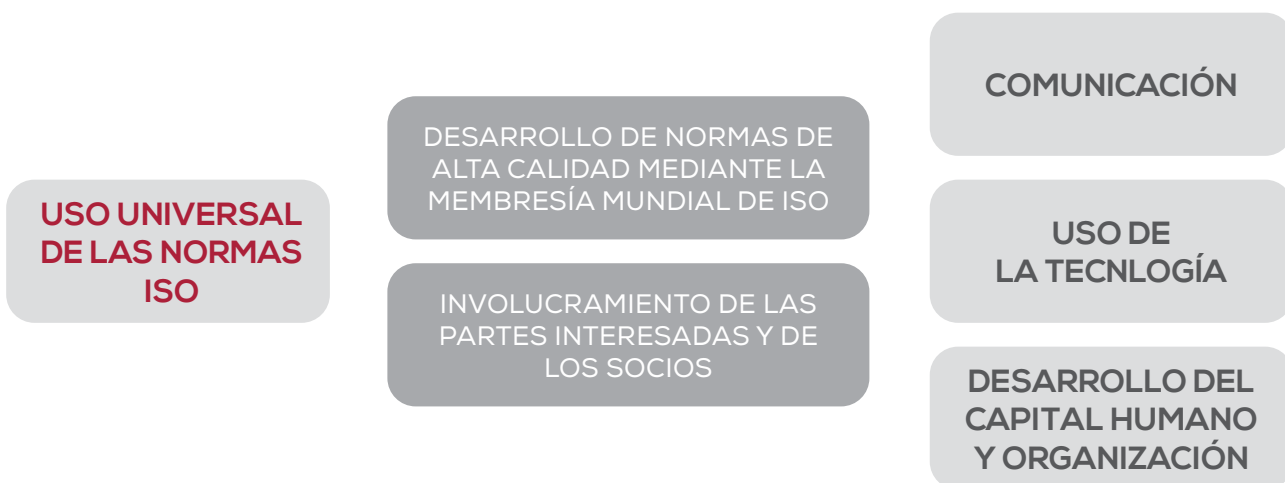 USO UNIVERSAL
DE LAS NORMAS
ISO
DESARROLLO DE NORMAS DE
ALTA CALIDAD MEDIANTE LA
MEMBRESÍA MUNDIAL DE ISO
INVOLUCRAMIENTO DE LAS
PARTES INTERESADAS Y DE
LOS SOCIOS
COMUNICACIÓN
USO DE
LA TECNLOGÍA
DESARROLLO DEL
CAPITAL HUMANO
Y ORGANIZACIÓN